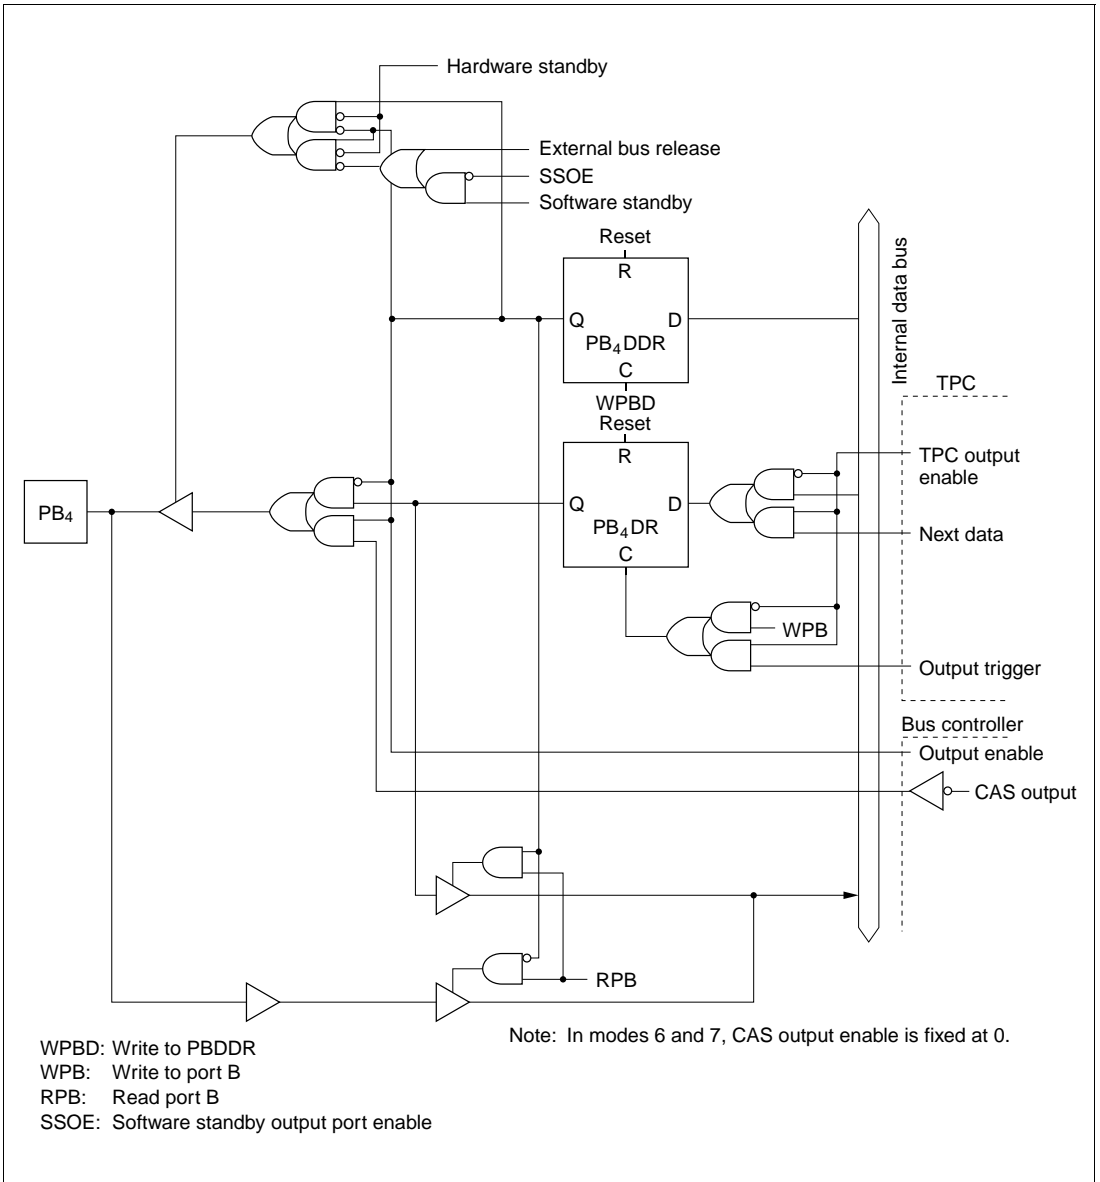 Hardware standby
External bus release
SSOE
Software standby
Reset
R
Q
D
PB₄DDR
C
WPBD
Internal data bus
TPC
Reset
R
Q
D
PB₄DR
C
TPC output
enable
Next data
PB₄
WPB
Output trigger
Bus controller
Output enable
CAS output
RPB
Note: In modes 6 and 7, CAS output enable is fixed at 0.
WPBD: Write to PBDDR
WPB: Write to port B
RPB: Read port B
SSOE: Software standby output port enable